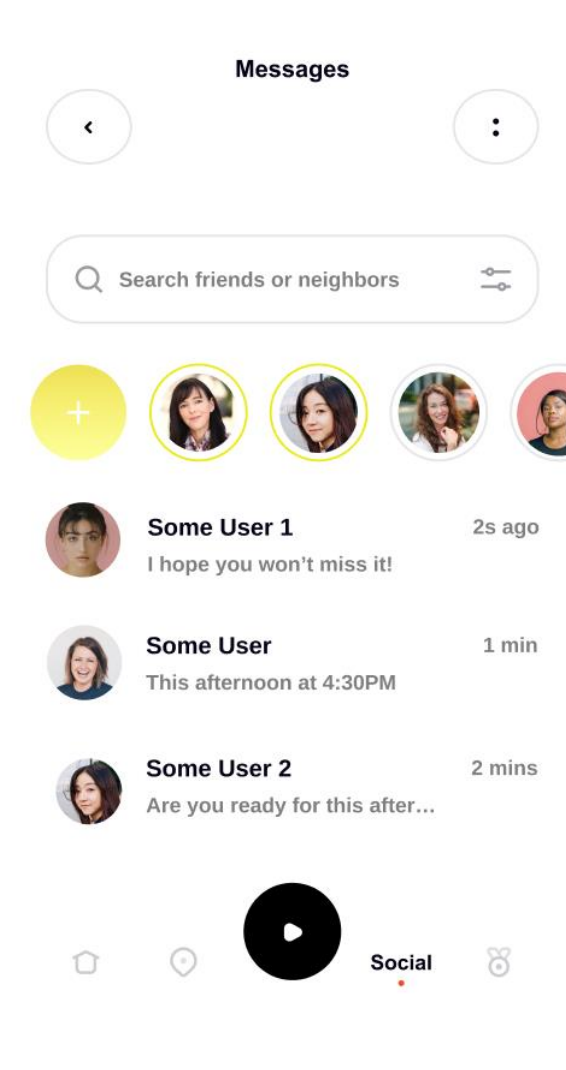 Messages
Search friends or neighbors
Some User 1
2s ago
I hope you won’t miss it!
Some User
1 min
This afternoon at 4:30PM
Some User 2
2 mins
Are you ready for this after…
Social